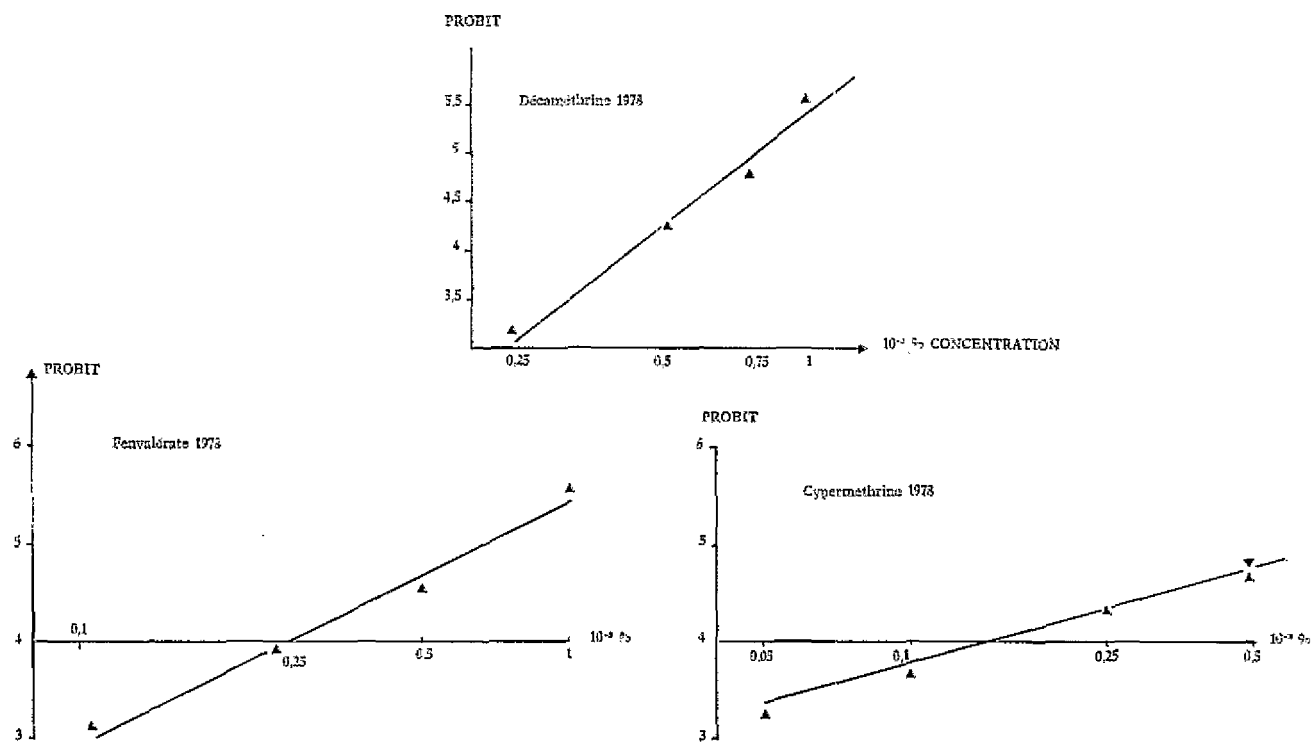 PROBIT
Décaméthrine 1978
5,5
5
4,5
4
3,5
0,25 0,5 0,75 1
% CONCENTRATION
PROBIT
Fenvalérate 1978
6
5
4
3
0,1 0,25 0,5 1
%
PROBIT
Cyperméthrine 1978
6
5
4
3
0,05 0,1 0,25 0,5
%